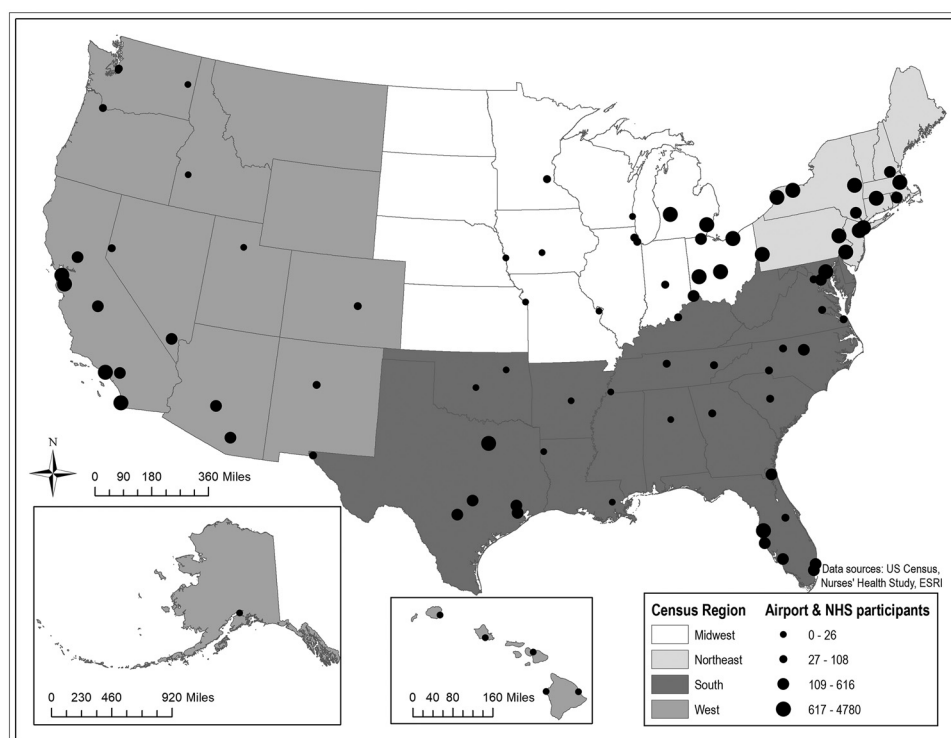 N
0 90 180 360 Miles
0 230 460 920 Miles
0 40 80 160 Miles
Data sources: US Census,
Nurses' Health Study, ESRI
Census Region Airport & NHS participants
Midwest 0 - 26
Northeast 27 - 108
South 109 - 616
West 617 - 4780